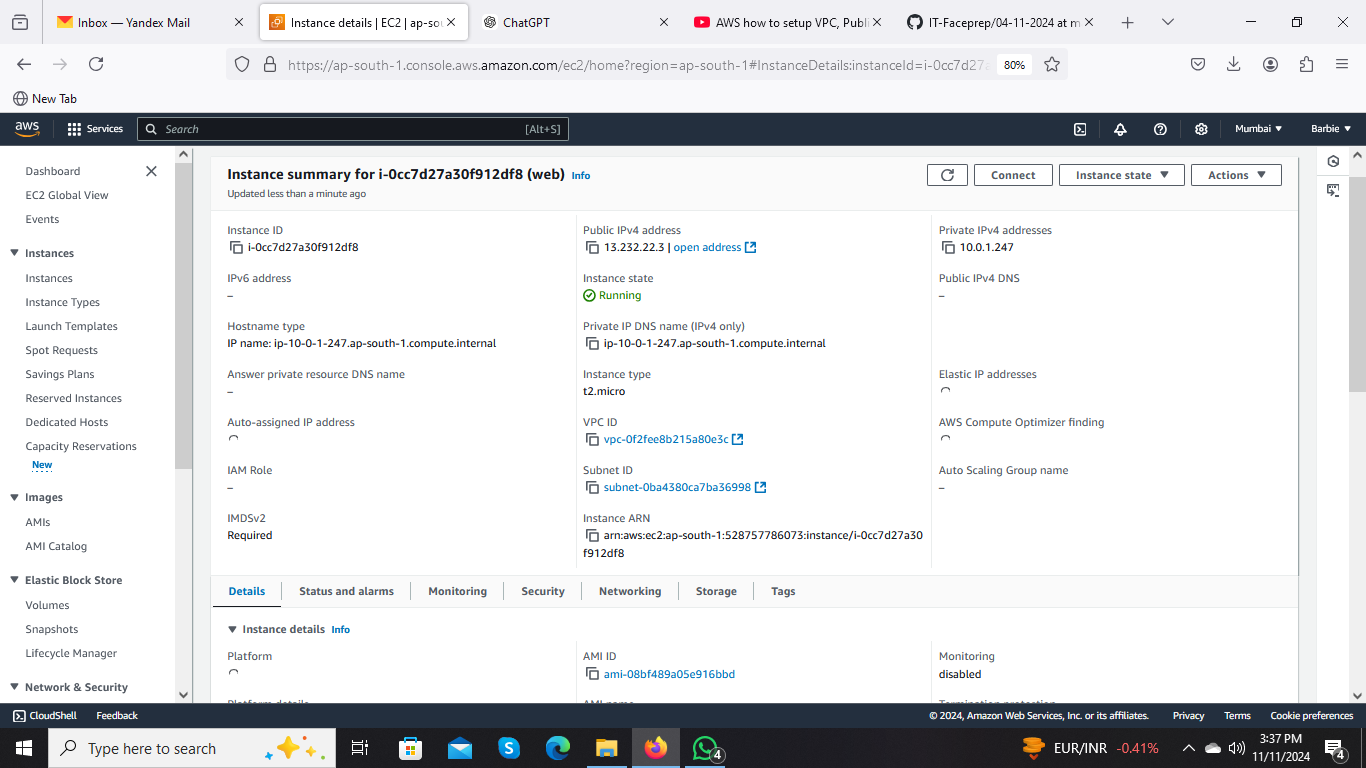 Inbox — Yandex Mail
Instance details | EC2 | ap-sou
ChatGPT
AWS how to setup VPC, Publ
IT-Faceprep/04-11-2024 at m
https://ap-south-1.console.aws.amazon.com/ec2/home?region=ap-south-1#InstanceDetails:instanceId=i-0cc7d27a
80%
New Tab
aws
Services
Search
[Alt+S]
Mumbai
Barbie
Dashboard
EC2 Global View
Events
Instances
Instances
Instance Types
Launch Templates
Spot Requests
Savings Plans
Reserved Instances
Dedicated Hosts
Capacity Reservations
New
Images
AMIs
AMI Catalog
Elastic Block Store
Volumes
Snapshots
Lifecycle Manager
Network & Security
Instance summary for i-0cc7d27a30f912df8 (web) Info
Updated less than a minute ago
Connect
Instance state
Actions
Instance ID
i-0cc7d27a30f912df8
Public IPv4 address
13.232.22.3 | open address
Private IPv4 addresses
10.0.1.247
IPv6 address
–
Instance state
Running
Public IPv4 DNS
–
Hostname type
IP name: ip-10-0-1-247.ap-south-1.compute.internal
Private IP DNS name (IPv4 only)
ip-10-0-1-247.ap-south-1.compute.internal
Answer private resource DNS name
–
Instance type
t2.micro
Elastic IP addresses
Auto-assigned IP address
VPC ID
vpc-0f2fee8b215a80e3c
AWS Compute Optimizer finding
IAM Role
–
Subnet ID
subnet-0ba4380ca7ba36998
Auto Scaling Group name
–
IMDSv2
Required
Instance ARN
arn:aws:ec2:ap-south-1:528757786073:instance/i-0cc7d27a30
f912df8
Details
Status and alarms
Monitoring
Security
Networking
Storage
Tags
Instance details Info
Platform
AMI ID
ami-08bf489a05e916bbd
Monitoring
disabled
Platform details
AMI name
Termination protection
CloudShell
Feedback
© 2024, Amazon Web Services, Inc. or its affiliates.
Privacy
Terms
Cookie preferences
Type here to search
4
EUR/INR -0.41%
3:37 PM
11/11/2024
4